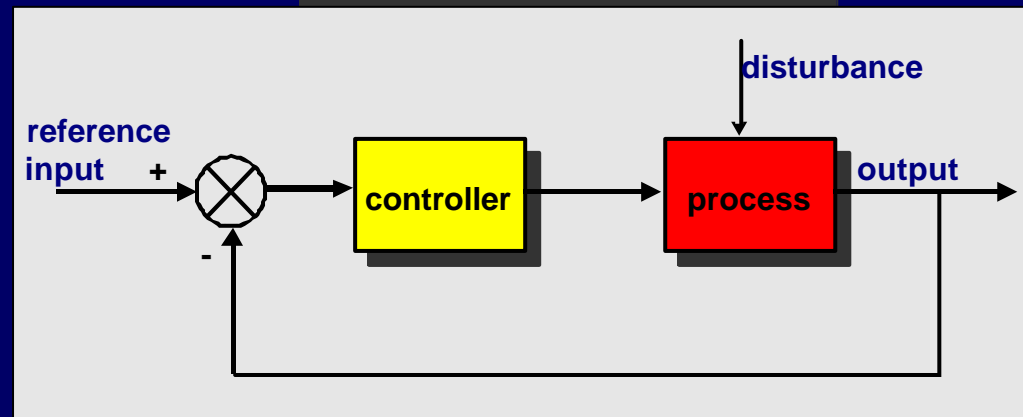 disturbance
reference
input
+
-
controller
process
output